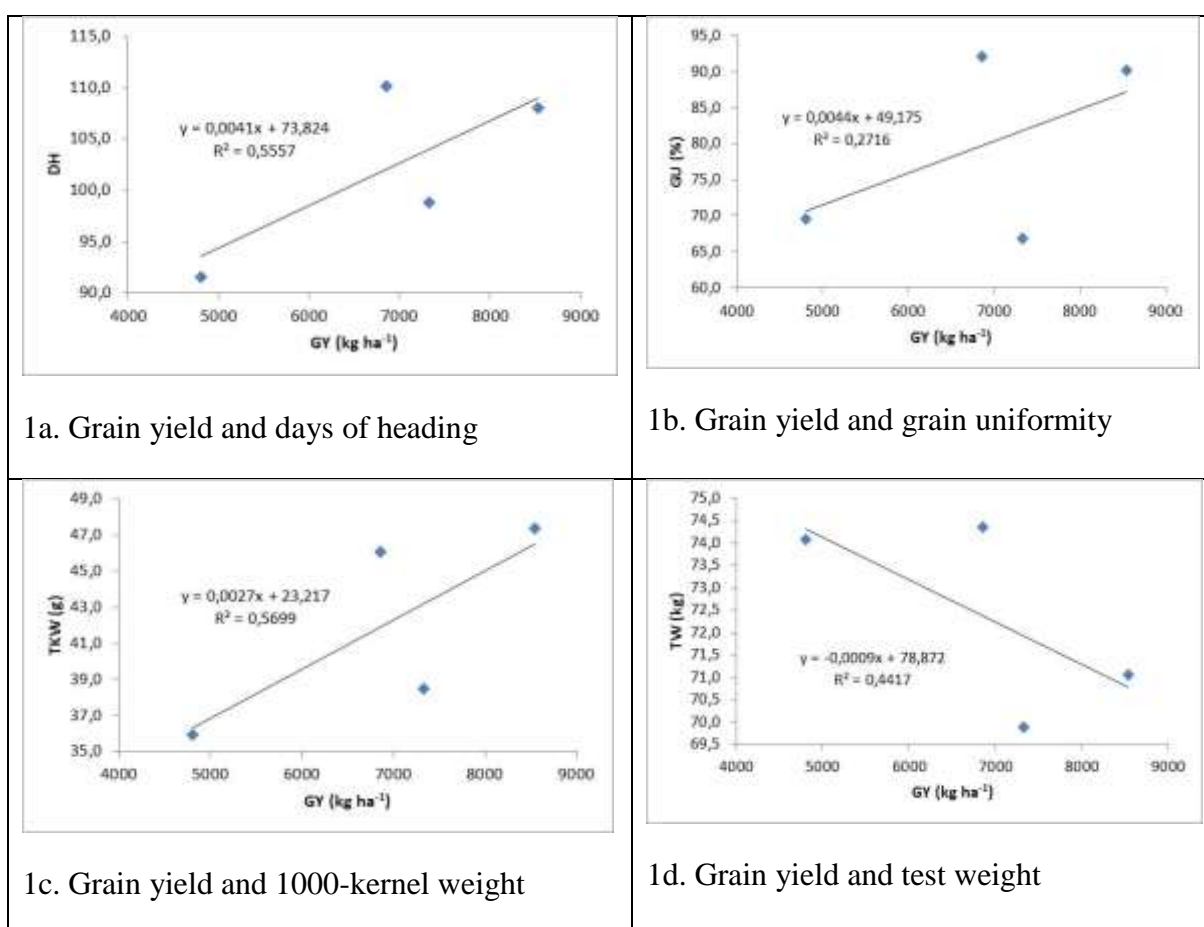 115,0
110,0
105,0
100,0
95,0
90,0
DH
y = 0,0041x + 73,824
R² = 0,5557
4000 5000 6000 7000 8000 9000
GY (kg ha⁻¹)
1a. Grain yield and days of heading
95,0
90,0
85,0
80,0
75,0
70,0
65,0
60,0
GU (%)
y = 0,0044x + 49,175
R² = 0,2716
4000 5000 6000 7000 8000 9000
GY (kg ha⁻¹)
1b. Grain yield and grain uniformity
49,0
47,0
45,0
43,0
41,0
39,0
37,0
35,0
TKW (g)
y = 0,0027x + 23,217
R² = 0,5699
4000 5000 6000 7000 8000 9000
GY (kg ha⁻¹)
1c. Grain yield and 1000-kernel weight
75,0
74,5
74,0
73,0
72,0
71,5
71,0
70,5
70,0
69,5
TW (kg)
y = -0,0009x + 78,872
R² = 0,4417
4000 5000 6000 7000 8000 9000
GY (kg ha⁻¹)
1d. Grain yield and test weight